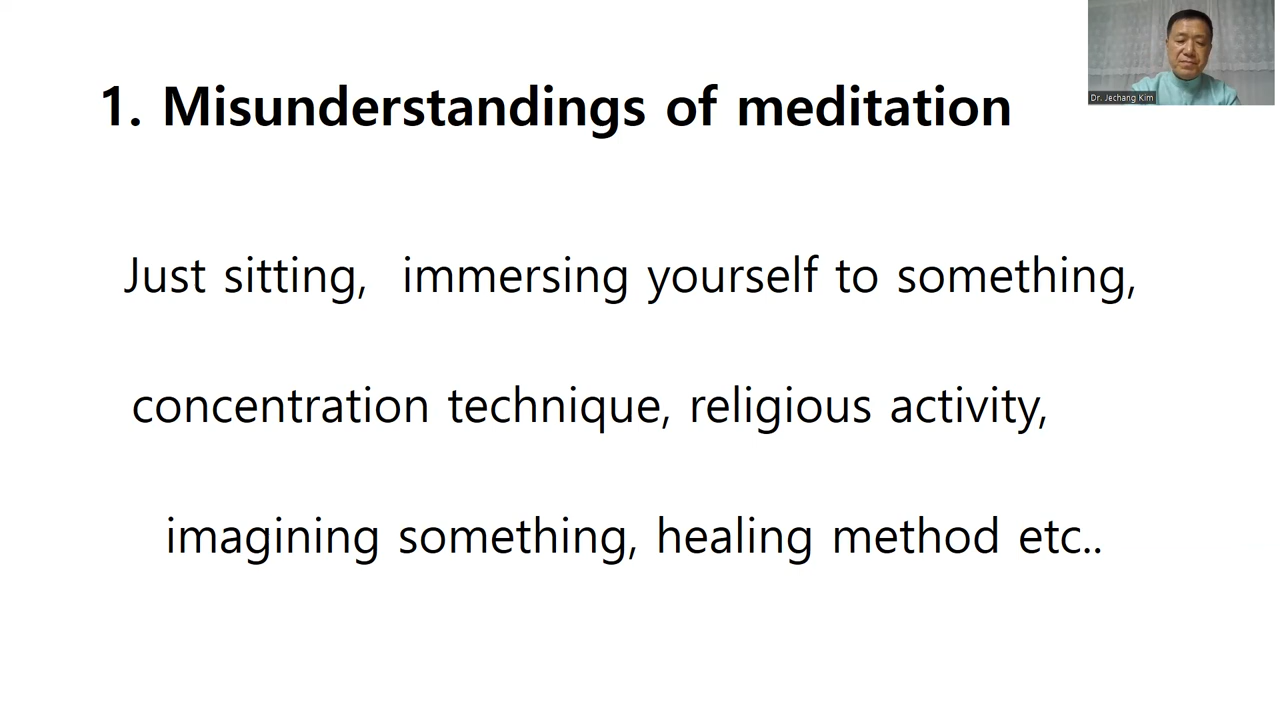 Dr. Jechang Kim
1. Misunderstandings of meditation
Just sitting,  immersing yourself to something,
concentration technique, religious activity,
imagining something, healing method etc..